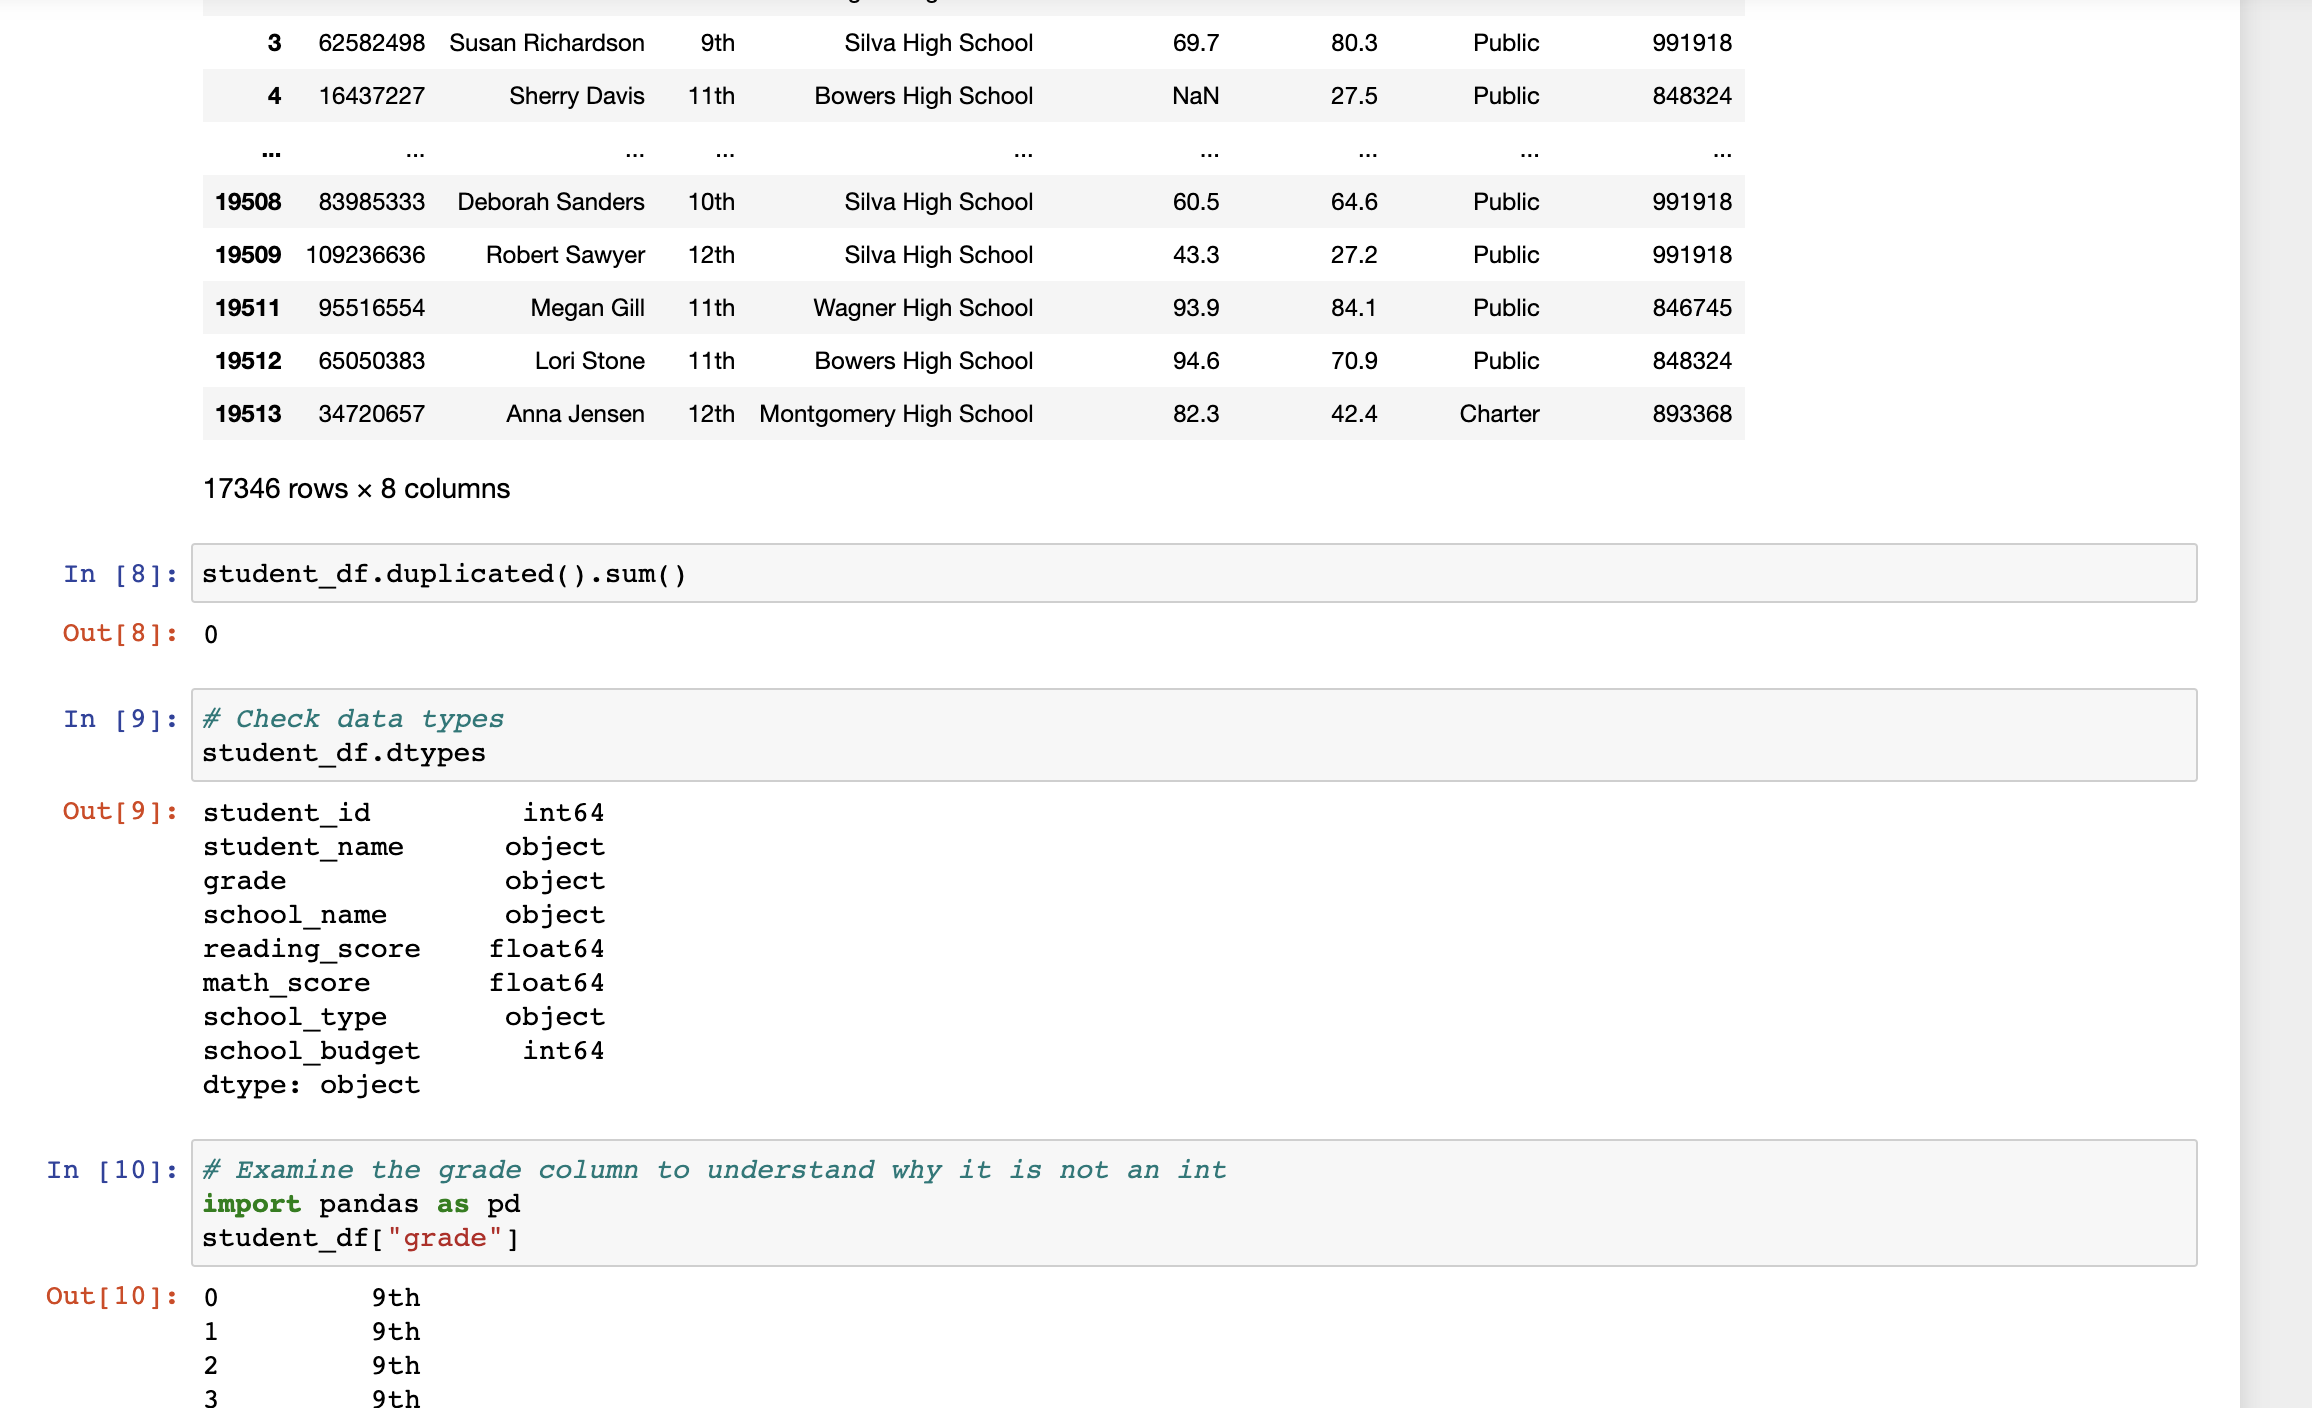 3 62582498 Susan Richardson 9th Silva High School 69.7 80.3 Public 991918
4 16437227 Sherry Davis 11th Bowers High School NaN 27.5 Public 848324
... ... ... ... ... ... ... ... ...
19508 83985333 Deborah Sanders 10th Silva High School 60.5 64.6 Public 991918
19509 109236636 Robert Sawyer 12th Silva High School 43.3 27.2 Public 991918
19511 95516554 Megan Gill 11th Wagner High School 93.9 84.1 Public 846745
19512 65050383 Lori Stone 11th Bowers High School 94.6 70.9 Public 848324
19513 34720657 Anna Jensen 12th Montgomery High School 82.3 42.4 Charter 893368
17346 rows × 8 columns
In [8]: student_df.duplicated().sum()
Out[8]: 0
In [9]: # Check data types
student_df.dtypes
Out[9]: student_id int64
student_name object
grade object
school_name object
reading_score float64
math_score float64
school_type object
school_budget int64
dtype: object
In [10]: # Examine the grade column to understand why it is not an int
import pandas as pd
student_df["grade"]
Out[10]: 0 9th
1 9th
2 9th
3 9th